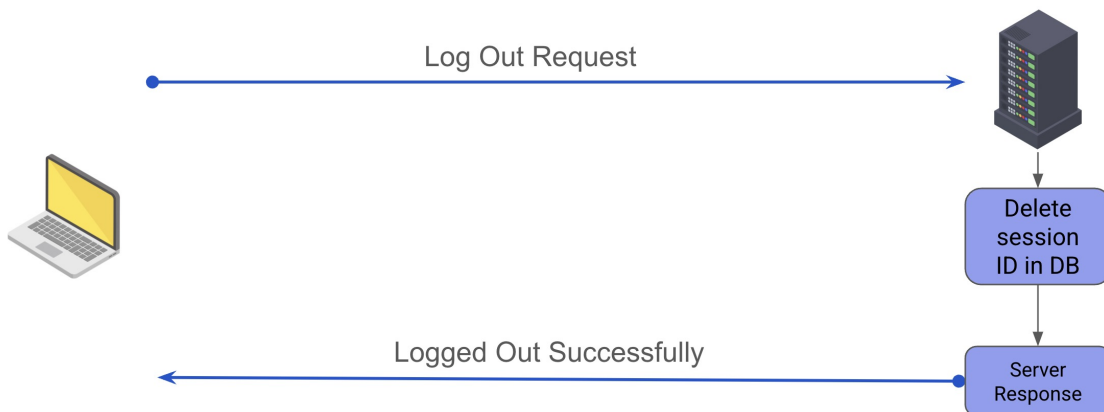 Log Out Request
Delete
session
ID in DB
Logged Out Successfully
Server
Response